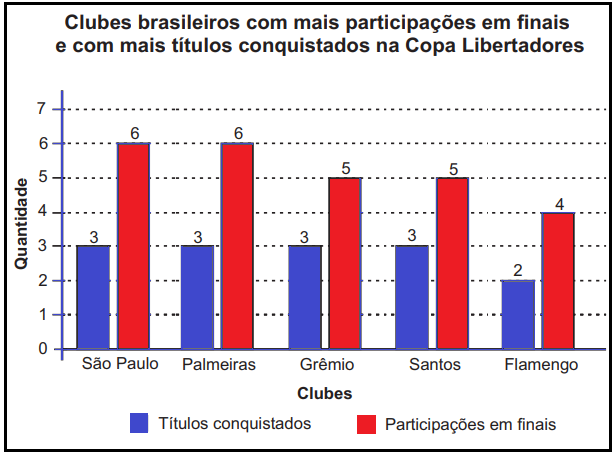 Clubes brasileiros com mais participações em finais
e com mais títulos conquistados na Copa Libertadores
Quantidade
7
6
5
4
3
2
1
0
3 6 3 6 3 5 3 5 2 4
São Paulo Palmeiras Grêmio Santos Flamengo
Clubes
Títulos conquistados Participações em finais